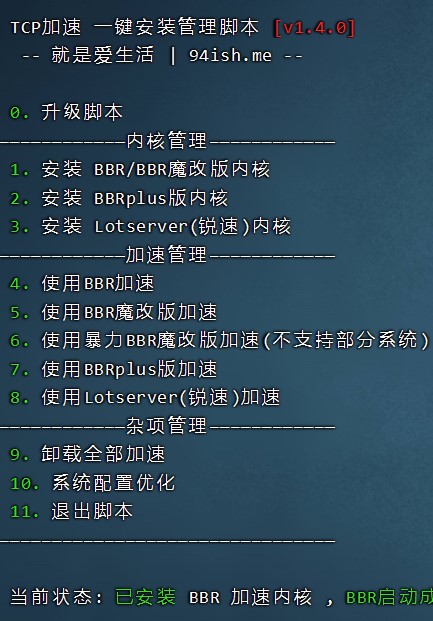 TCP加速 一键安装管理脚本 [v1.4.0]
-- 就是爱生活 | 94ish.me --
0. 升级脚本
————————————内核管理————————————
1. 安装 BBR/BBR魔改版内核
2. 安装 BBRplus版内核
3. 安装 Lotserver(锐速)内核
————————————加速管理————————————
4. 使用BBR加速
5. 使用BBR魔改版加速
6. 使用暴力BBR魔改版加速(不支持部分系统)
7. 使用BBRplus版加速
8. 使用Lotserver(锐速)加速
————————————杂项管理————————————
9. 卸载全部加速
10. 系统配置优化
11. 退出脚本
————————————————————————————————
当前状态: 已安装 BBR 加速内核 , BBR启动成